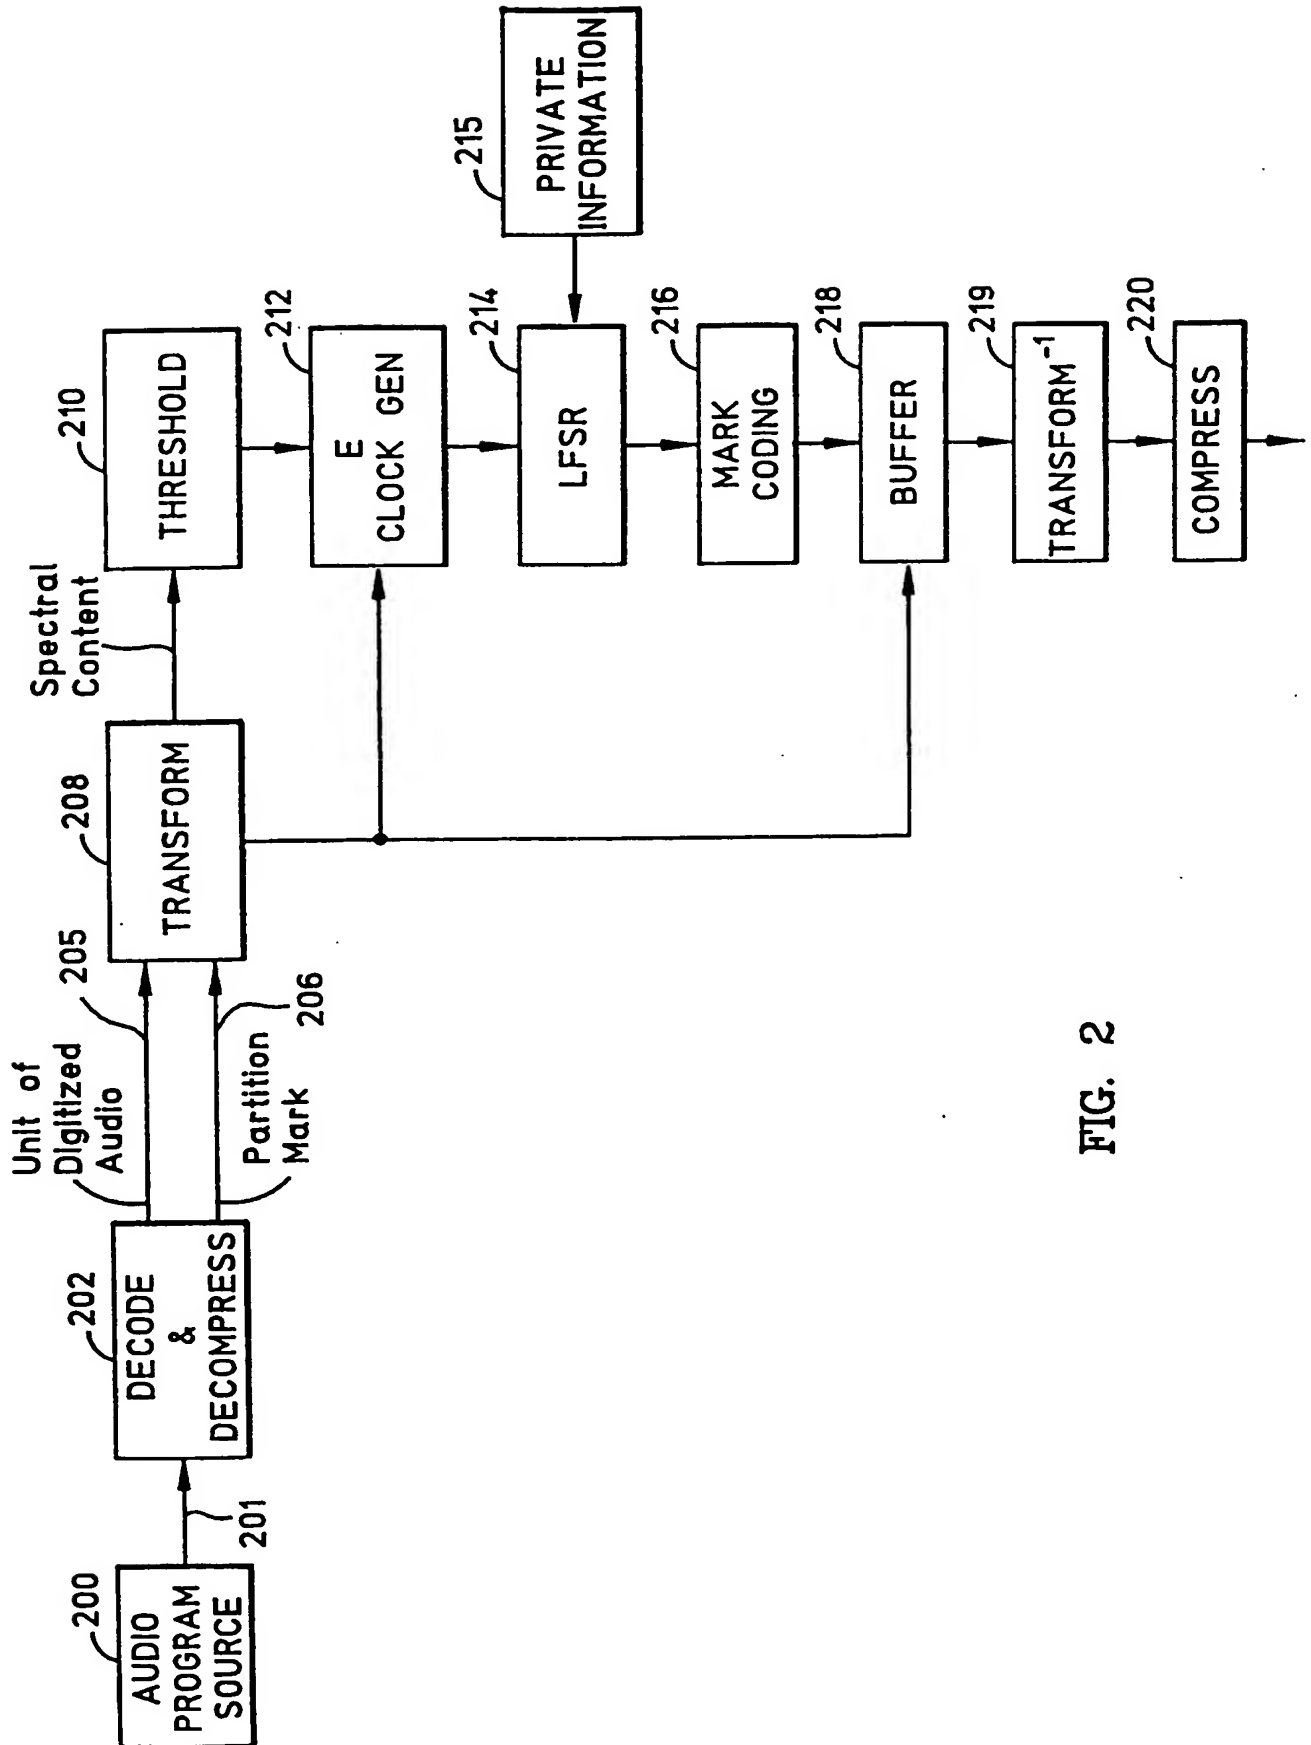 200
AUDIO
PROGRAM
SOURCE
201
202
DECODE
&
DECOMPRESS
Unit of
Digitized
Audio
205
Partition
Mark
206
208
TRANSFORM
Spectral
Content
210
THRESHOLD
212
E
CLOCK GEN
214
LFSR
215
PRIVATE
INFORMATION
216
MARK
CODING
218
BUFFER
219
TRANSFORM⁻¹
220
COMPRESS
FIG. 2